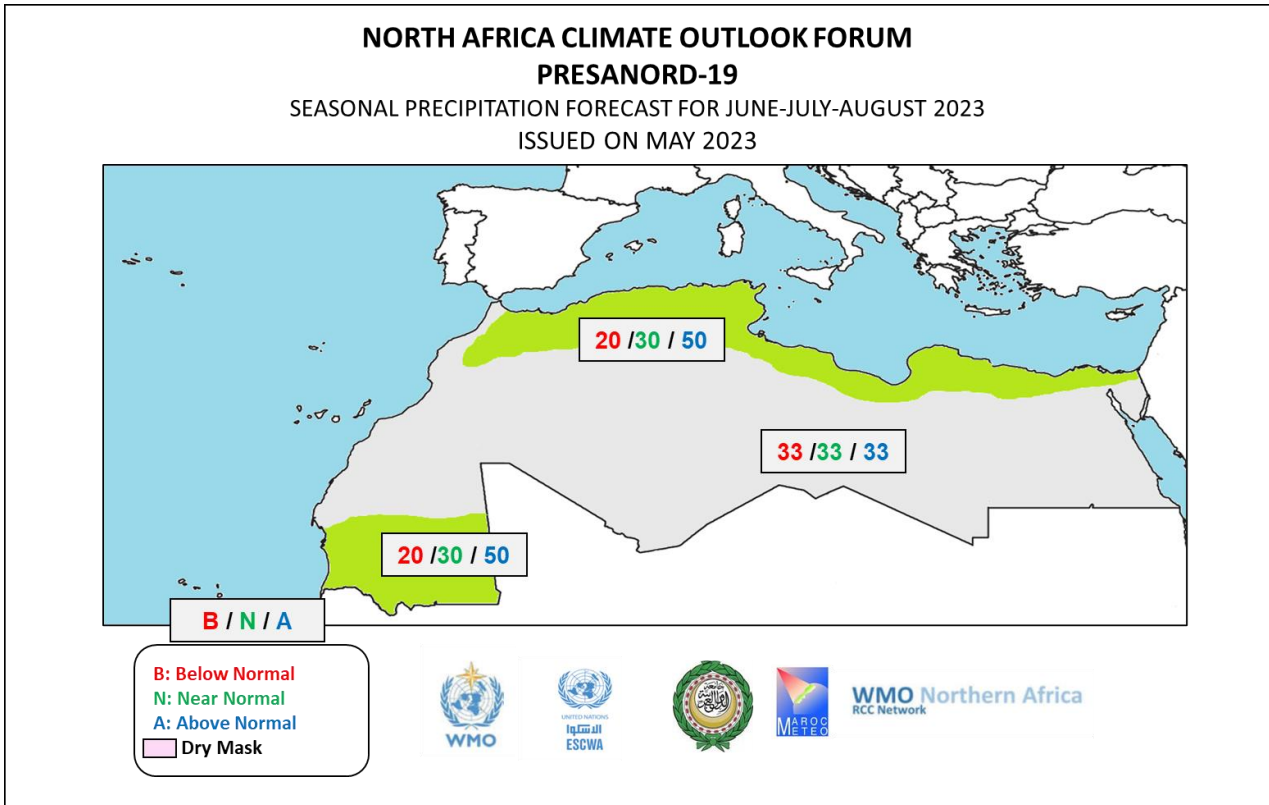 NORTH AFRICA CLIMATE OUTLOOK FORUM
PRESANORD-19
SEASONAL PRECIPITATION FORECAST FOR JUNE-JULY-AUGUST 2023
ISSUED ON MAY 2023
20 /30 / 50
33 /33 / 33
20 /30 / 50
B / N / A
B: Below Normal
N: Near Normal
A: Above Normal
Dry Mask
WMO
UNITED NATIONS
الاسكوا
ESCWA
MAROC
METEO
WMO Northern Africa
RCC Network